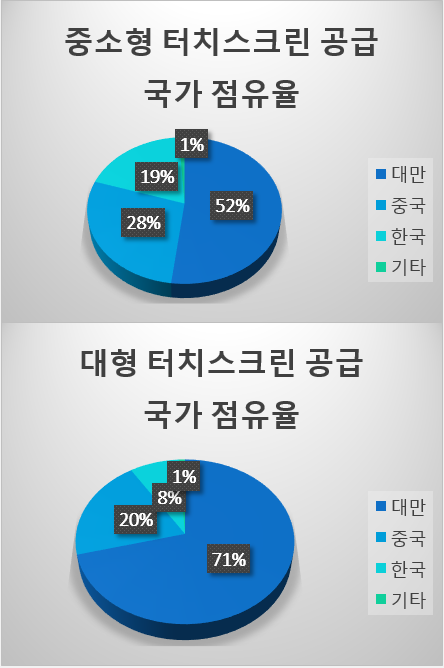 중소형 터치스크린 공급
국가 점유율
1%
19%
52%
28%
대만
중국
한국
기타
대형 터치스크린 공급
국가 점유율
1%
8%
20%
71%
대만
중국
한국
기타